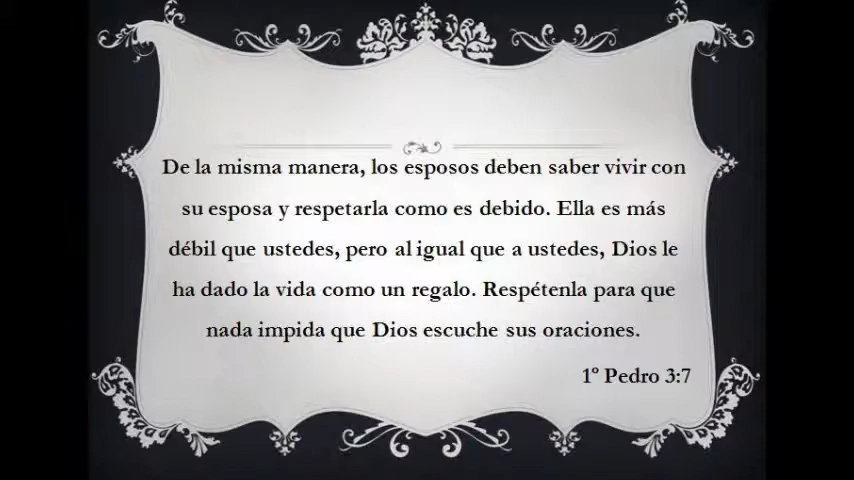 De la misma manera, los esposos deben saber vivir con
su esposa y respetarla como es debido. Ella es más
débil que ustedes, pero al igual que a ustedes, Dios le
ha dado la vida como un regalo. Respétenla para que
nada impida que Dios escuche sus oraciones.
1º Pedro 3:7